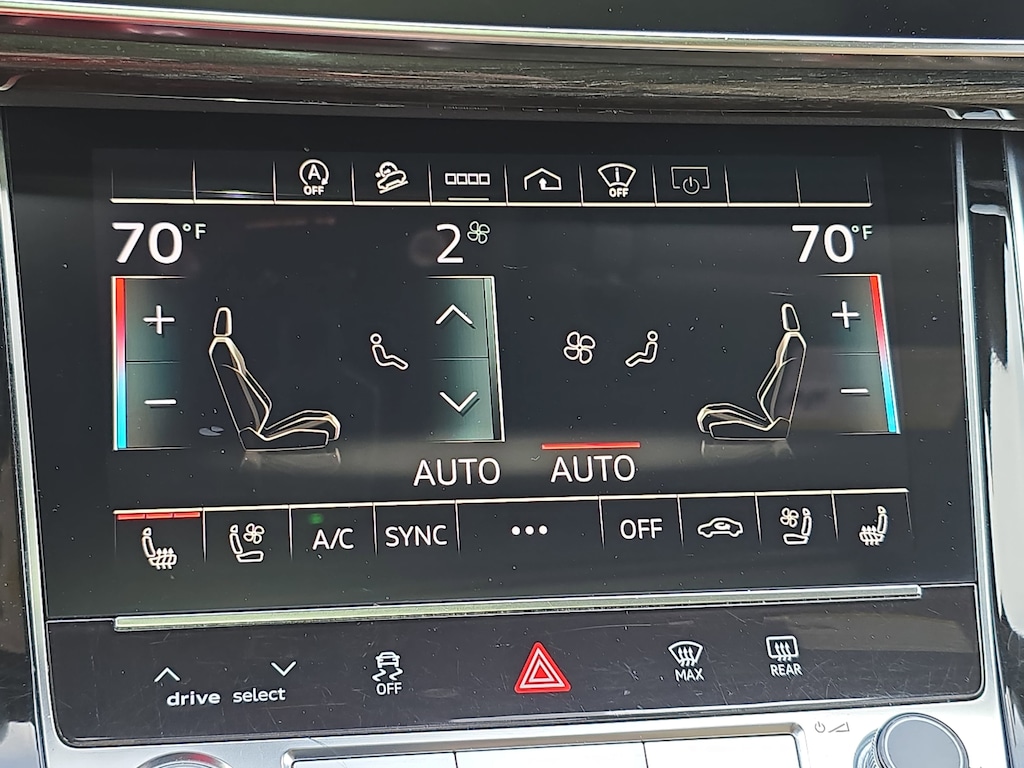 A OFF OFF
70°F 2 70°F
AUTO AUTO
A/C SYNC ... OFF
drive select OFF MAX REAR